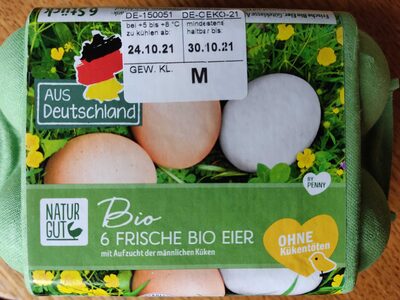 6 Stück
DE-150051 DE-ÖKO-21
bei +5 bis +8 °C
zu kühlen ab:
mindestens
haltbar bis:
24.10.21 30.10.21
GEW. KL. M
AUS
Deutschland
BY
PENNY
NATUR
GUT
Bio
6 FRISCHE BIO EIER
mit Aufzucht der männlichen Küken
OHNE
Kükentöten